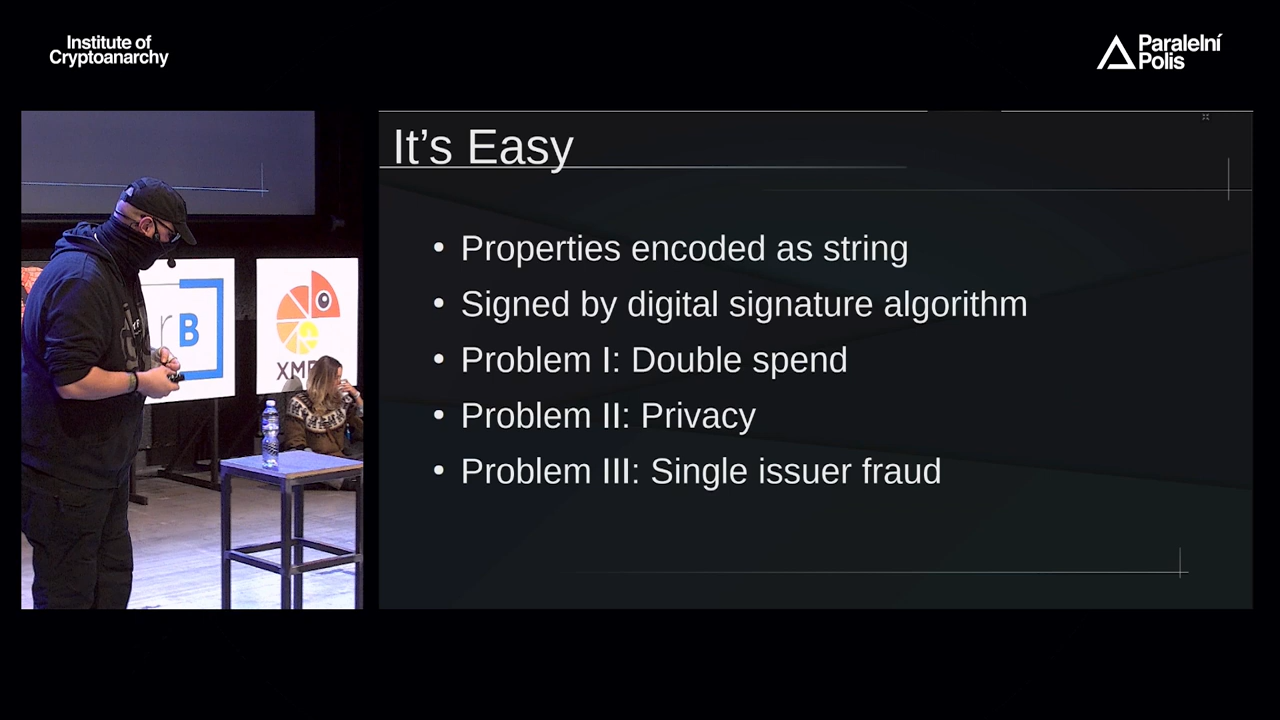 Institute of
Cryptoanarchy
Paralelní
Polis
It’s Easy
• Properties encoded as string
• Signed by digital signature algorithm
• Problem I: Double spend
• Problem II: Privacy
• Problem III: Single issuer fraud
rB